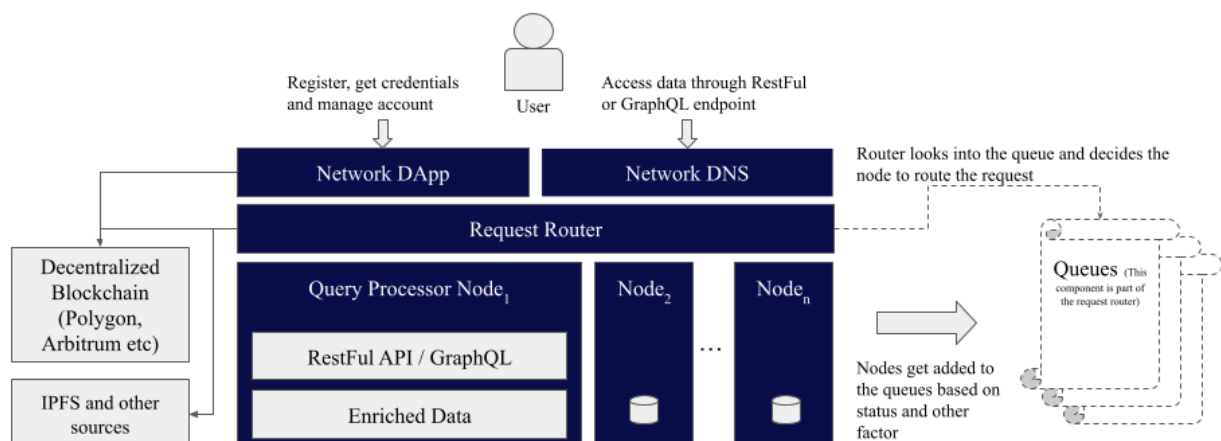 Register, get credentials
and manage account
User
Access data through RestFul
or GraphQL endpoint
Network DApp
Network DNS
Router looks into the queue and decides the
node to route the request
Request Router
Decentralized
Blockchain
(Polygon,
Arbitrum etc)
IPFS and other
sources
Query Processor Node1
RestFul API / GraphQL
Enriched Data
Node2
...
Noden
Queues (This
component is part of
the request router)
Nodes get added to
the queues based on
status and other
factor